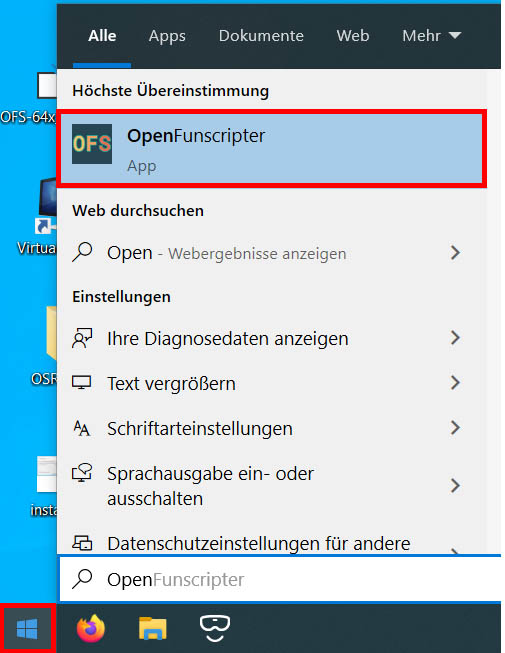 Alle Apps Dokumente Web Mehr
Höchste Übereinstimmung
OFS-64x
OFS
OpenFunscripter
App
Web durchsuchen
Virtua
Open - Webergebnisse anzeigen
Einstellungen
Ihre Diagnosedaten anzeigen
OSR
Text vergrößern
Schriftarteinstellungen
Sprachausgabe ein- oder
ausschalten
insta
Datenschutzeinstellungen für andere
OpenFunscripter